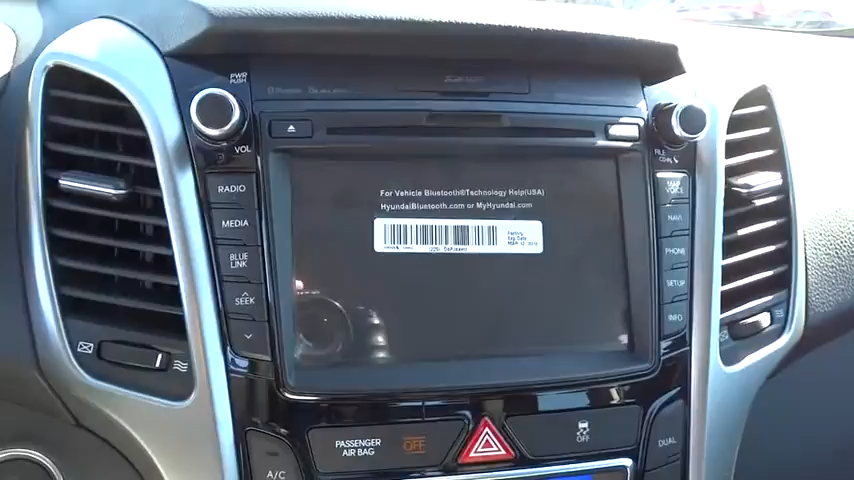 PWR
PUSH
VOL
FILE
RADIO
MEDIA
BLUE
LINK
SEEK
MAP
VOICE
NAVI
PHONE
SETUP
INFO
For Vehicle Bluetooth®Technology Help(USA)
HyundaiBluetooth.com or MyHyundai.com
PASSENGER
AIR BAG
OFF
OFF
A/C
DUAL